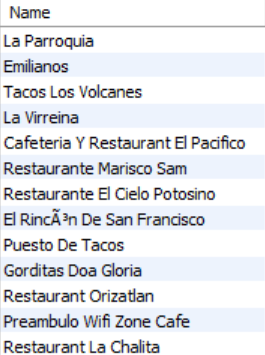 Name
La Parroquia
Emilianos
Tacos Los Volcanes
La Virreina
Cafeteria Y Restaurant El Pacifico
Restaurante Marisco Sam
Restaurante El Cielo Potosino
El RincÃ³n De San Francisco
Puesto De Tacos
Gorditas Doa Gloria
Restaurant Orizatlan
Preambulo Wifi Zone Cafe
Restaurant La Chalita